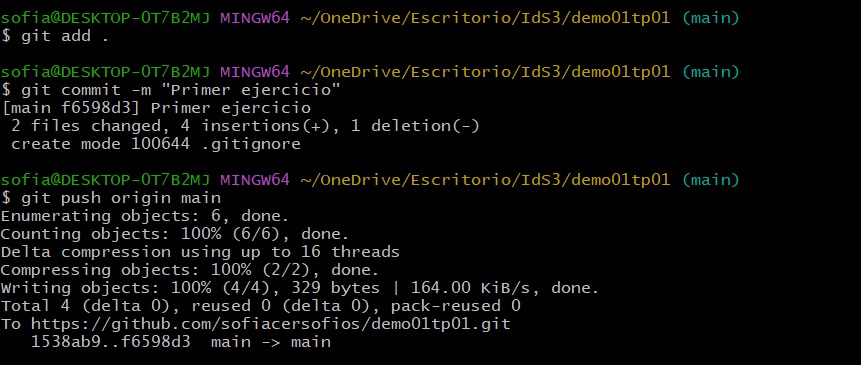 sofia@DESKTOP-0T7B2MJ MINGW64 ~/OneDrive/Escritorio/IdS3/demo01tp01 (main)
$ git add .
sofia@DESKTOP-0T7B2MJ MINGW64 ~/OneDrive/Escritorio/IdS3/demo01tp01 (main)
$ git commit -m "Primer ejercicio"
[main f6598d3] Primer ejercicio
 2 files changed, 4 insertions(+), 1 deletion(-)
 create mode 100644 .gitignore
sofia@DESKTOP-0T7B2MJ MINGW64 ~/OneDrive/Escritorio/IdS3/demo01tp01 (main)
$ git push origin main
Enumerating objects: 6, done.
Counting objects: 100% (6/6), done.
Delta compression using up to 16 threads
Compressing objects: 100% (2/2), done.
Writing objects: 100% (4/4), 329 bytes | 164.00 KiB/s, done.
Total 4 (delta 0), reused 0 (delta 0), pack-reused 0
To https://github.com/sofiacersofios/demo01tp01.git
   1538ab9..f6598d3  main -> main